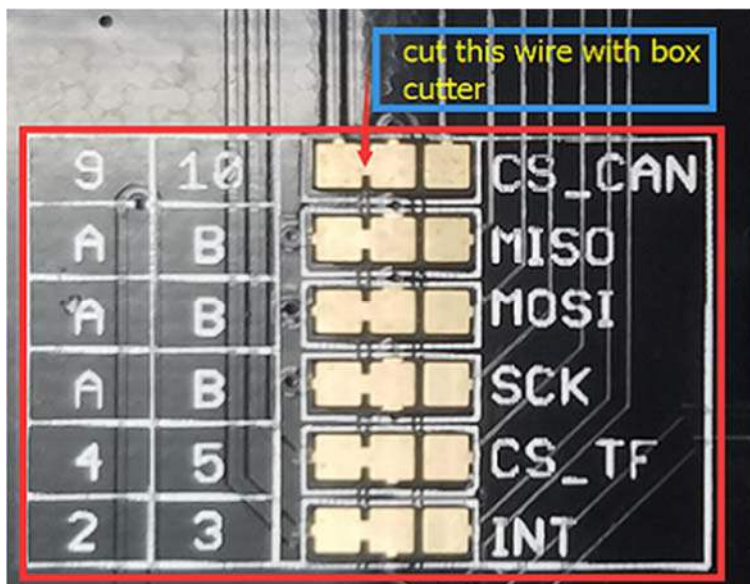 cut this wire with box
cutter
9 10 CS_CAN
A B MISO
A B MOSI
A B SCK
4 5 CS_TF
2 3 INT